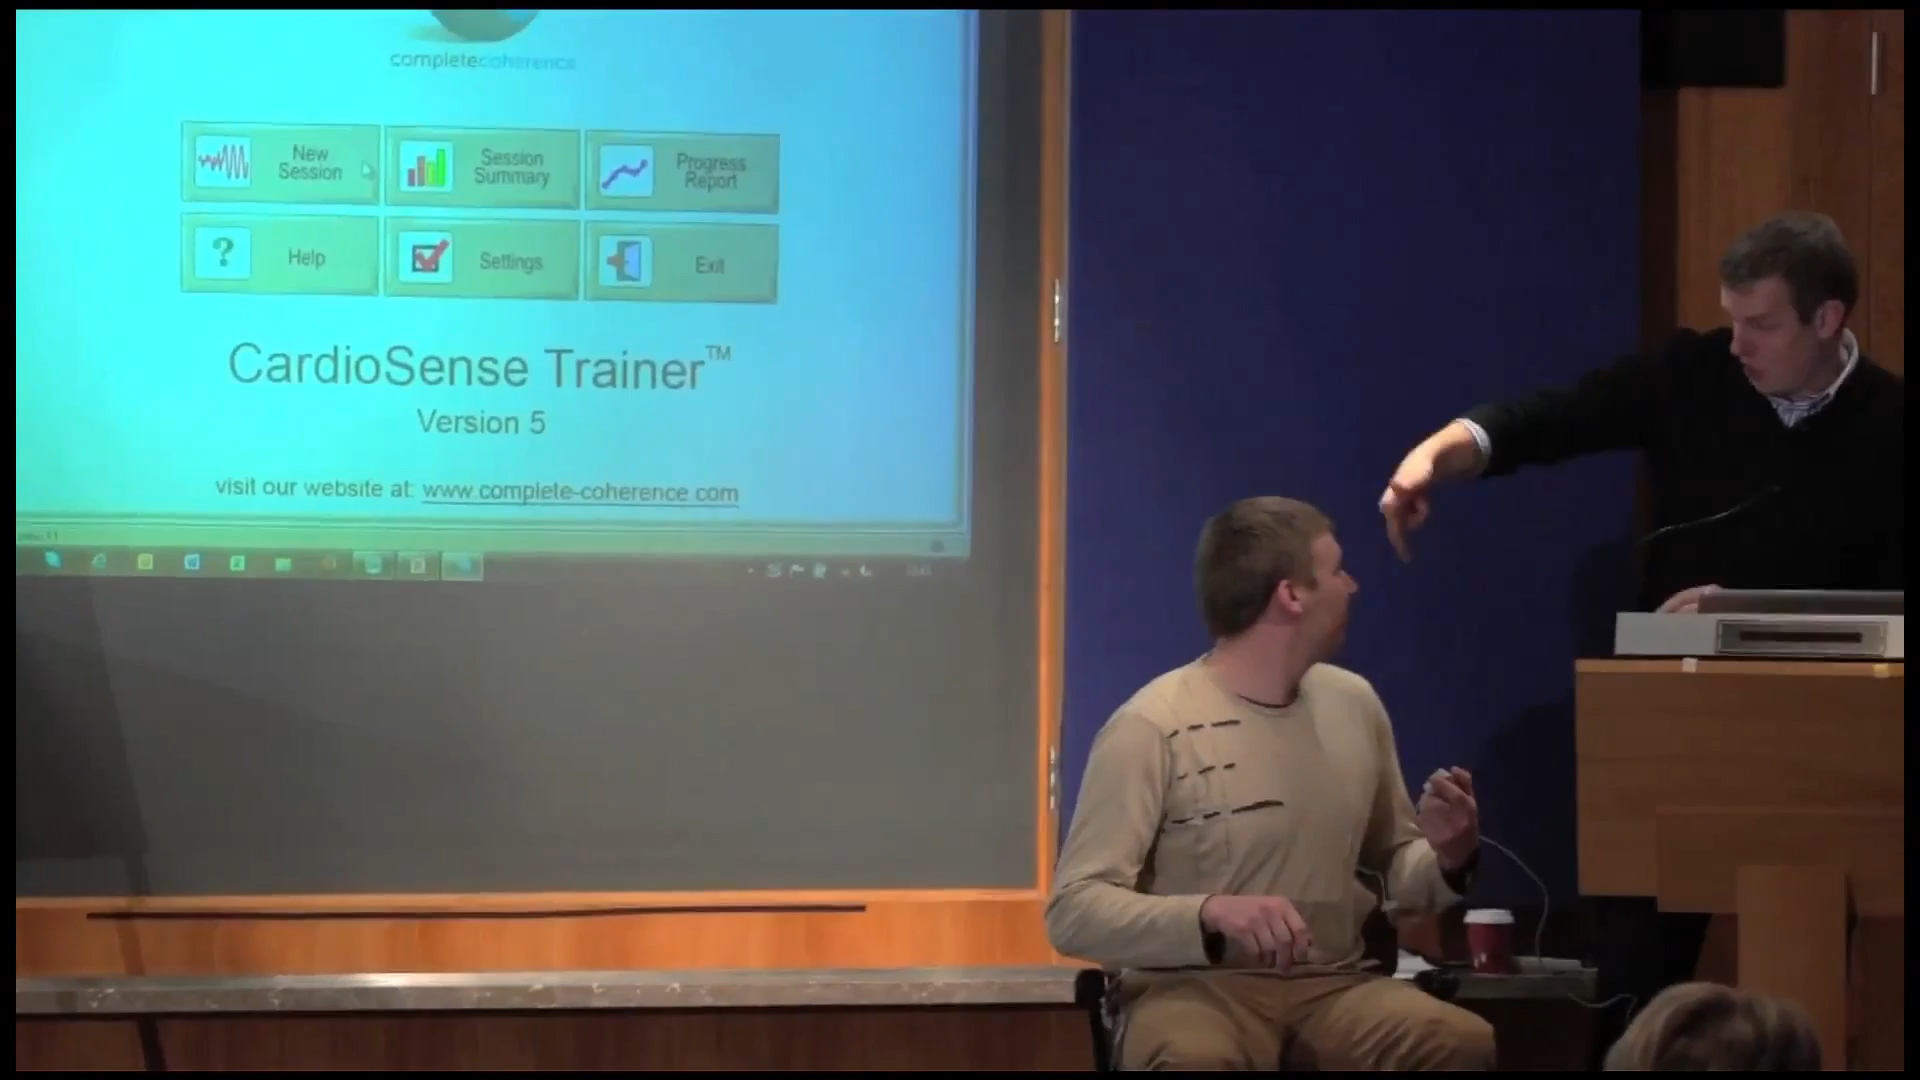 completecoherence
New
Session
Session
Summary
Progress
Report
?
Help
Settings
Exit
CardioSense Trainer™
Version 5
visit our website at: www.complete-coherence.com